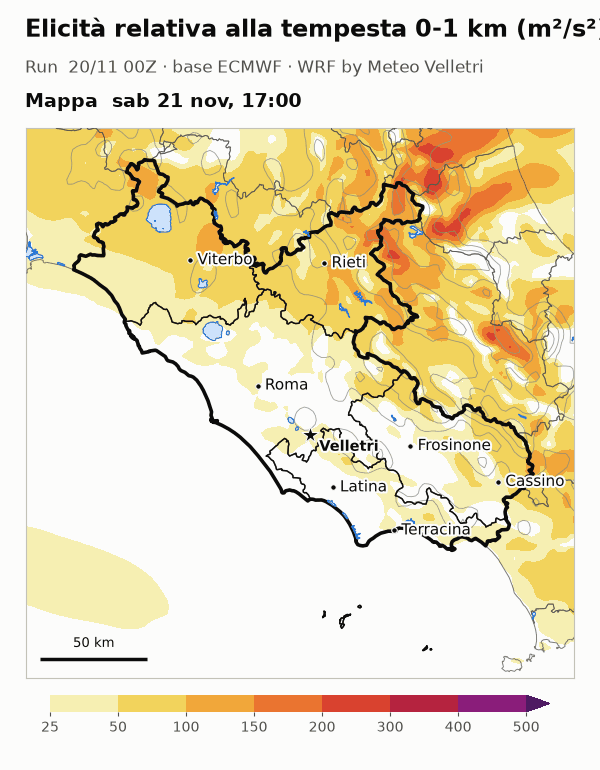 Elicità relativa alla tempesta 0-1 km (m²/s²)
Run  20/11 00Z · base ECMWF · WRF by Meteo Velletri
Mappa  sab 21 nov, 17:00
Viterbo
Rieti
Roma
Velletri
Frosinone
Cassino
Latina
Terracina
50 km
25 50 100 150 200 300 400 500